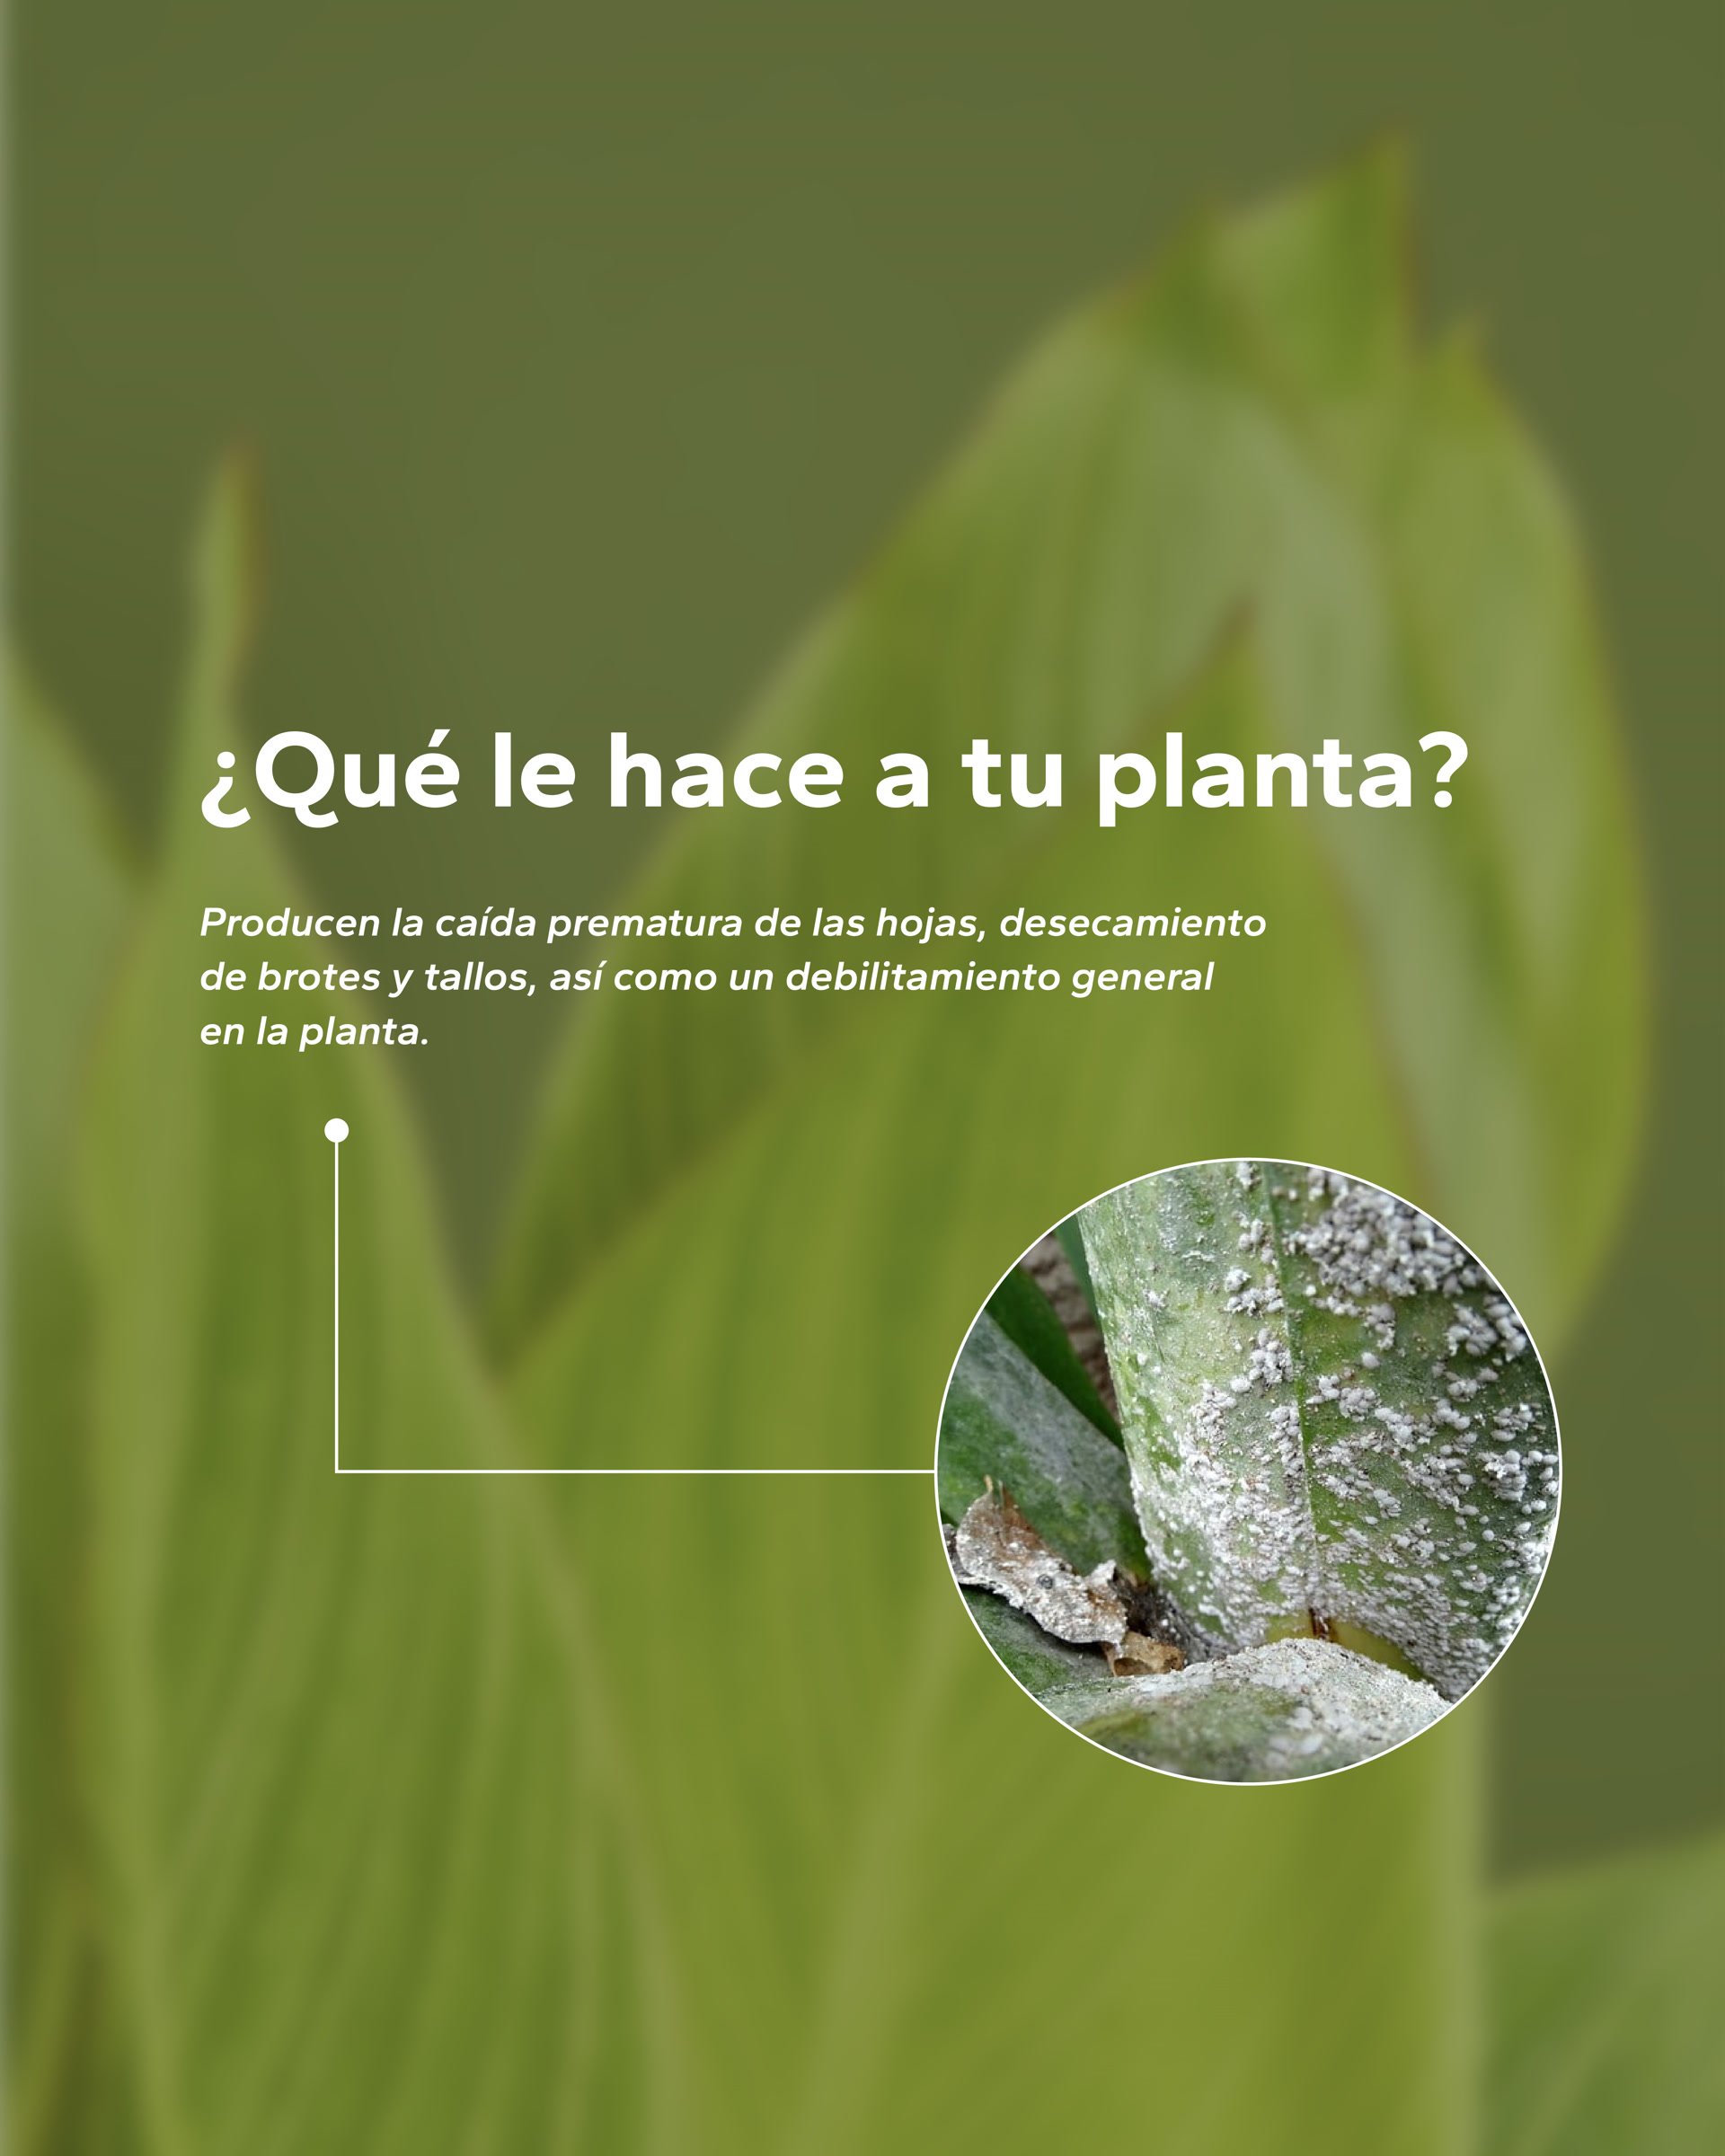 ¿Qué le hace a tu planta?
Producen la caída prematura de las hojas, desecamiento
de brotes y tallos, así como un debilitamiento general
en la planta.